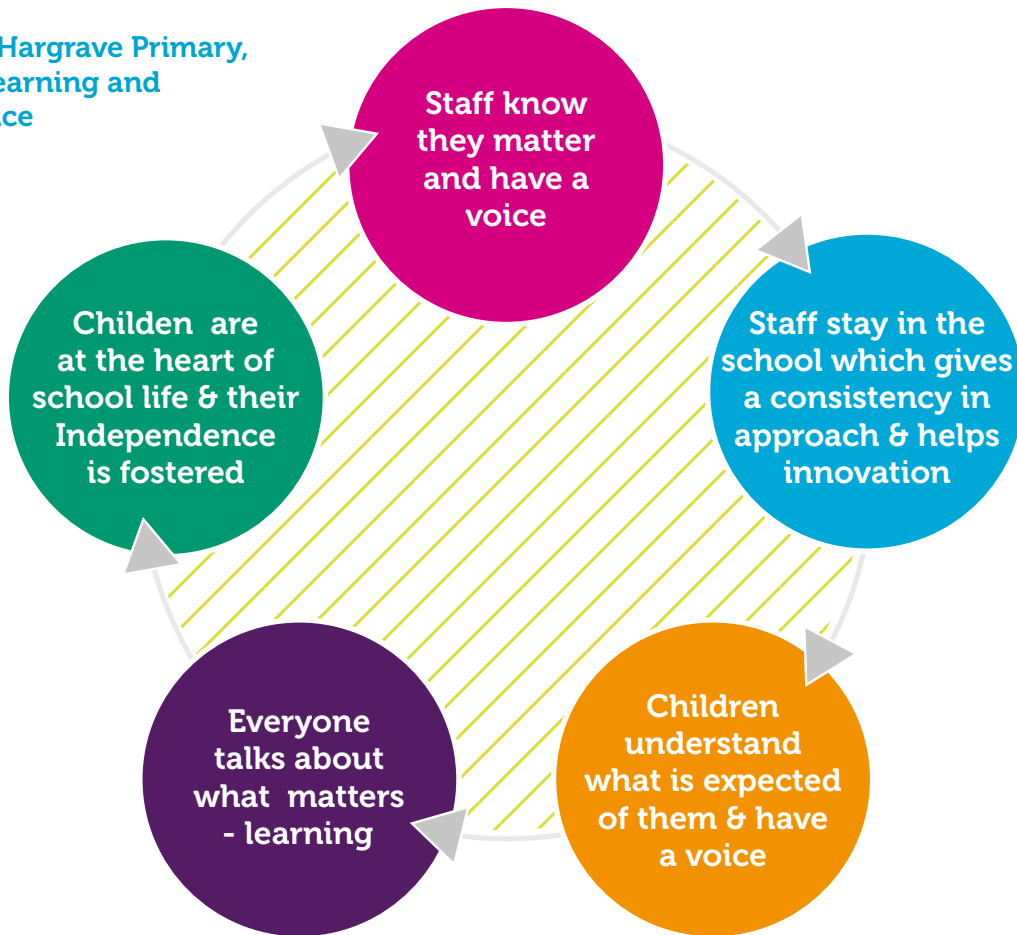 Hargrave Primary,
earning and
ce
Staff know
they matter
and have a
voice
Staff stay in the
school which gives
a consistency in
approach & helps
innovation
Children
understand
what is expected
of them & have
a voice
Everyone
talks about
what  matters
- learning
Childen  are
at the heart of
school life & their
Independence
is fostered